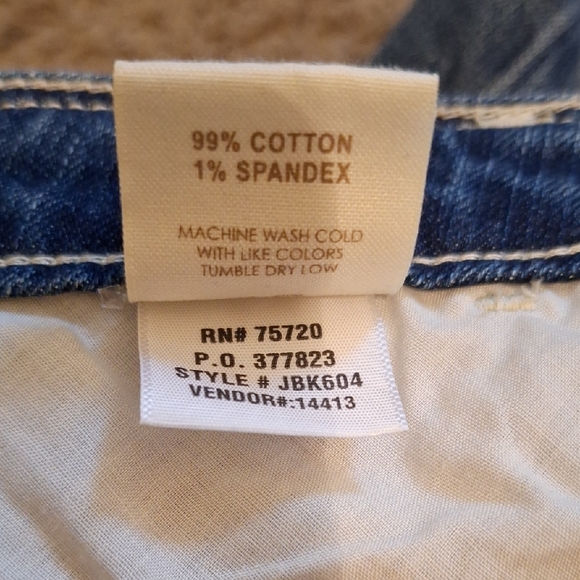 99% COTTON
1% SPANDEX
MACHINE WASH COLD
WITH LIKE COLORS
TUMBLE DRY LOW
RN# 75720
P.O. 377823
STYLE # JBK604
VENDOR#:14413